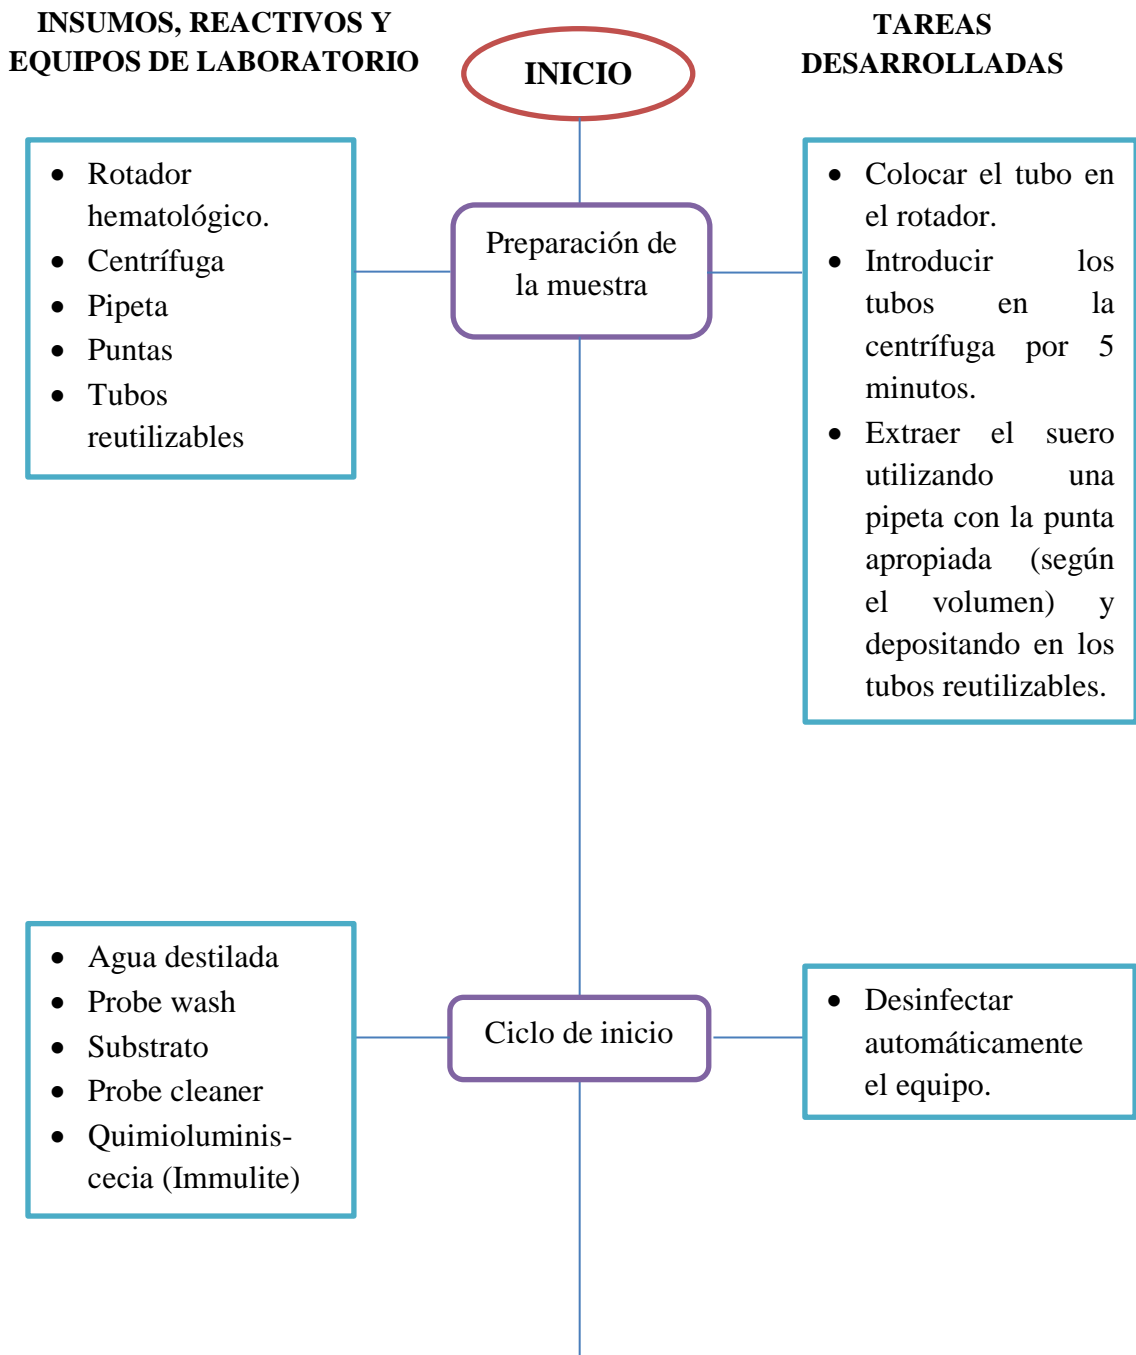 INSUMOS, REACTIVOS Y
EQUIPOS DE LABORATORIO
INICIO
TAREAS
DESARROLLADAS
• Rotador
hematológico.
• Centrífuga
• Pipeta
• Puntas
• Tubos
reutilizables
Preparación de
la muestra
• Colocar el tubo en
el rotador.
• Introducir los
tubos en la
centrífuga por 5
minutos.
• Extraer el suero
utilizando una
pipeta con la punta
apropiada (según
el volumen) y
depositando en los
tubos reutilizables.
• Agua destilada
• Probe wash
• Substrato
• Probe cleaner
• Quimioluminis-
cecia (Immulite)
Ciclo de inicio
• Desinfectar
automáticamente
el equipo.